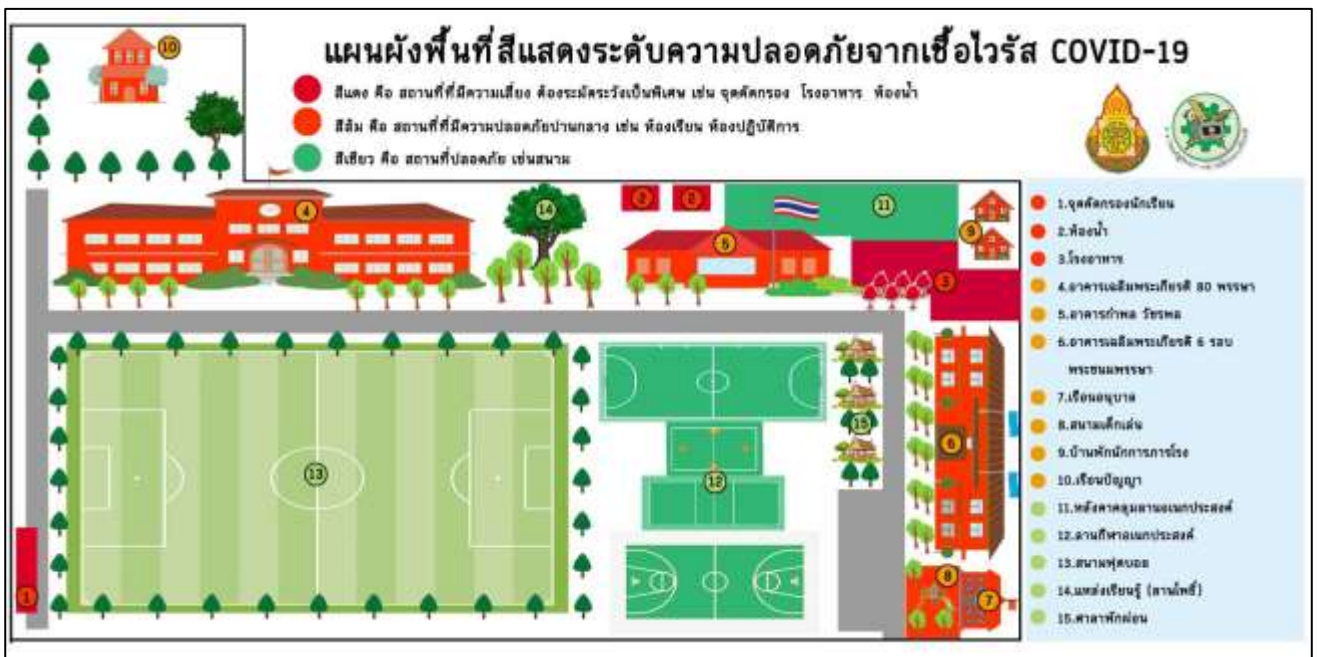 แผนผังพื้นที่สีแสดงระดับความปลอดภัยจากเชื้อไวรัส COVID-19
สีแดง คือ สถานที่ที่มีความเสี่ยง ต้องระมัดระวังเป็นพิเศษ เช่น จุดคัดกรอง โรงอาหาร ห้องน้ำ
สีส้ม คือ สถานที่ที่มีความปลอดภัยปานกลาง เช่น ห้องเรียน ห้องปฏิบัติการ
สีเขียว คือ สถานที่ปลอดภัย เช่นสนาม
10
4
14
2
2
11
5
9
3
13
12
15
6
8
7
1
1.จุดคัดกรองนักเรียน
2.ห้องน้ำ
3.โรงอาหาร
4.อาคารเฉลิมพระเกียรติ 80 พรรษา
5.อาคารกำพล วัชรพล
6.อาคารเฉลิมพระเกียรติ 6 รอบ
พระชนมพรรษา
7.เรือนอนุบาล
8.สนามเด็กเล่น
9.บ้านพักนักการภารโรง
10.เรือนปัญญา
11.หลังคาคลุมลานอเนกประสงค์
12.ลานกีฬาอเนกประสงค์
13.สนามฟุตบอล
14.แหล่งเรียนรู้ (ลานโพธิ์)
15.ศาลาพักผ่อน